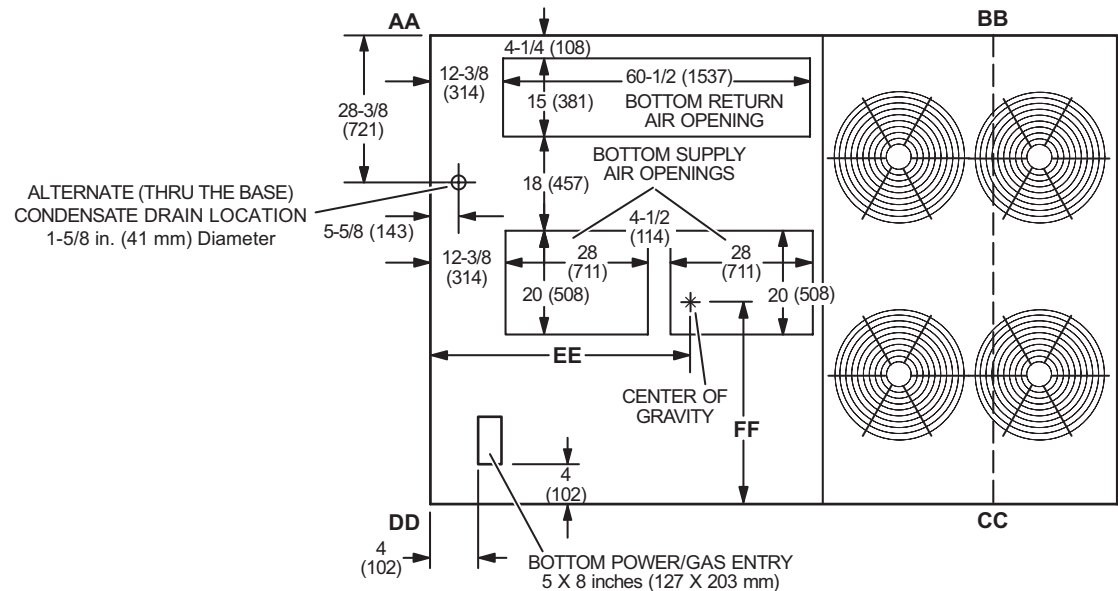 AA
BB
4-1/4 (108)
12-3/8
(314)
60-1/2 (1537)
15 (381)
BOTTOM RETURN
AIR OPENING
28-3/8
(721)
BOTTOM SUPPLY
AIR OPENINGS
18 (457)
ALTERNATE (THRU THE BASE)
CONDENSATE DRAIN LOCATION
1-5/8 in. (41 mm) Diameter
5-5/8 (143)
4-1/2
(114)
12-3/8
(314)
28
(711)
28
(711)
20 (508)
20 (508)
EE
CENTER OF
GRAVITY
FF
4
(102)
DD
CC
4
(102)
BOTTOM POWER/GAS ENTRY
5 X 8 inches (127 X 203 mm)